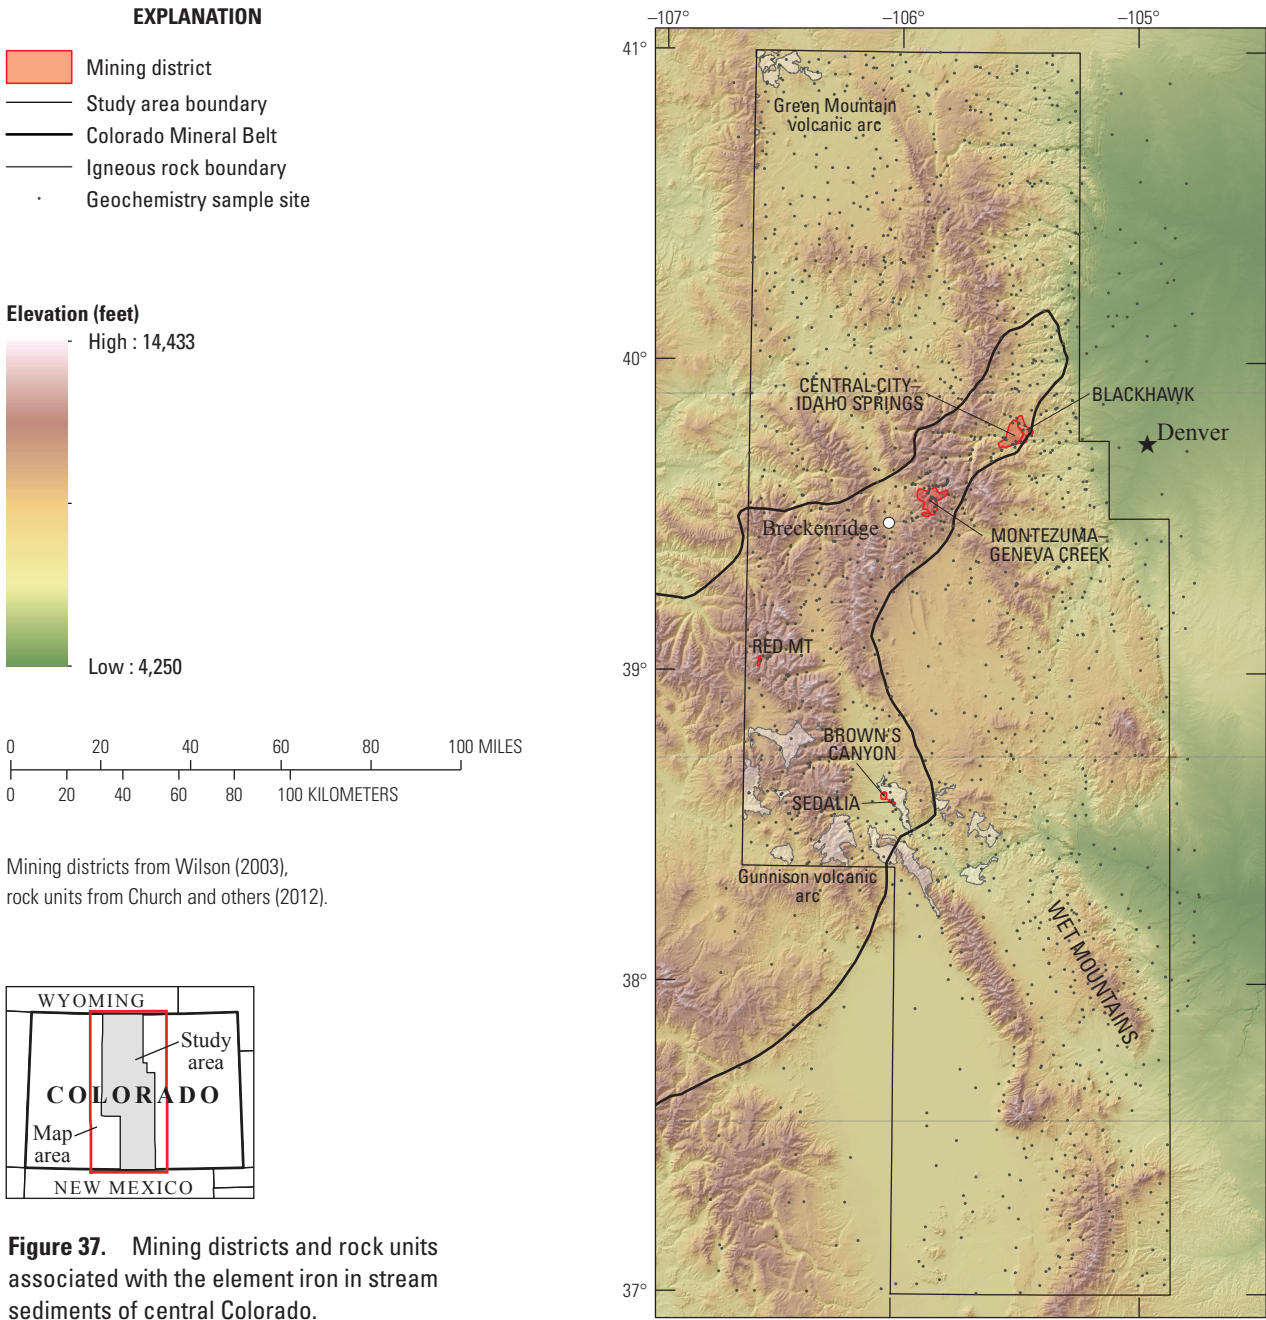 EXPLANATION
Mining district
Study area boundary
Colorado Mineral Belt
Igneous rock boundary
Geochemistry sample site
Elevation (feet)
High : 14,433
Low : 4,250
0 20 40 60 80 100 MILES
0 20 40 60 80 100 KILOMETERS
Mining districts from Wilson (2003),
rock units from Church and others (2012).
WYOMING
Study
area
COLORADO
Map
area
NEW MEXICO
Figure 37. Mining districts and rock units
associated with the element iron in stream
sediments of central Colorado.
–107° –106° –105°
41°
Green Mountain
volcanic arc
40°
CENTRAL CITY–
IDAHO SPRINGS
BLACKHAWK
Denver
Breckenridge
MONTEZUMA–
GENEVA CREEK
RED MT
39°
BROWN'S
CANYON
SEDALIA
Gunnison volcanic
arc
WET MOUNTAINS
38°
37°